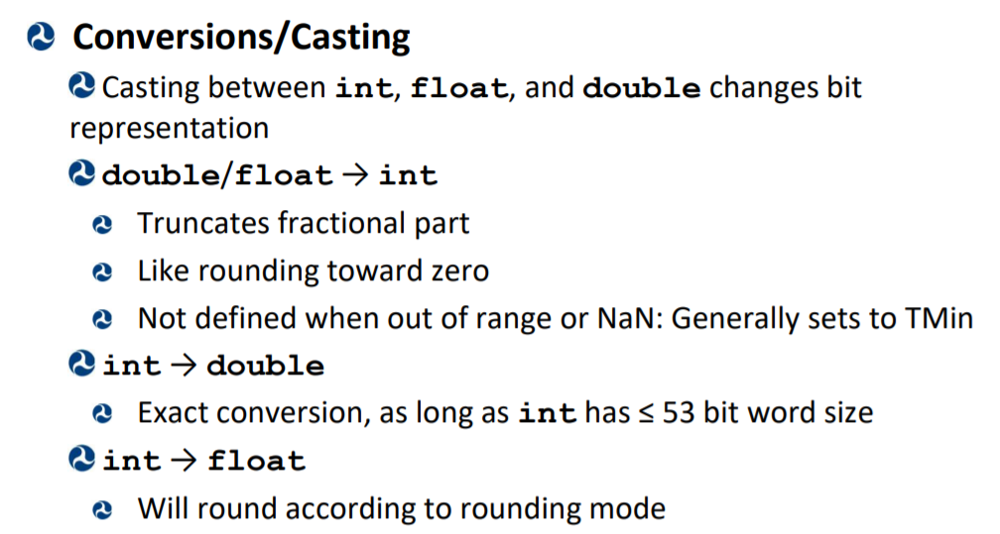 Conversions/Casting
Casting between int, float, and double changes bit
representation
double/float → int
Truncates fractional part
Like rounding toward zero
Not defined when out of range or NaN: Generally sets to TMin
int → double
Exact conversion, as long as int has ≤ 53 bit word size
int → float
Will round according to rounding mode